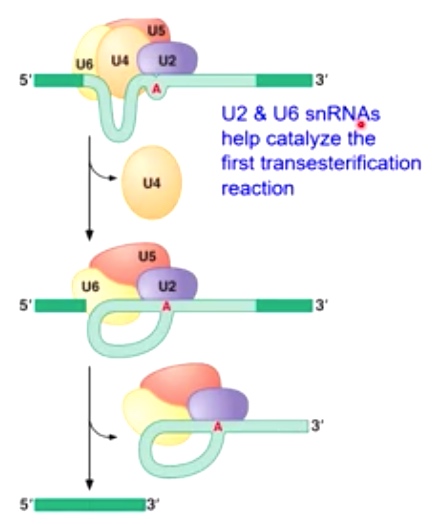 U5
U6 U4 U2
5' 3'
A
U2 & U6 snRNAs
help catalyze the
first transesterification
reaction
U4
U5
U6 U2
5' 3'
A
A 3'
5' 3'